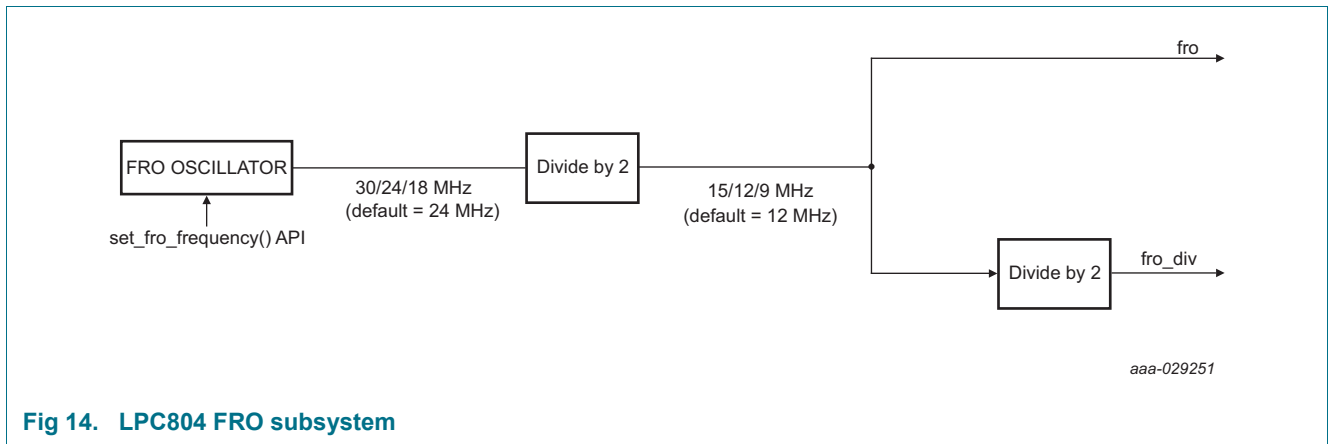 fro
FRO OSCILLATOR
Divide by 2
30/24/18 MHz
(default = 24 MHz)
15/12/9 MHz
(default = 12 MHz)
set_fro_frequency() API
Divide by 2
fro_div
aaa-029251
Fig 14. LPC804 FRO subsystem